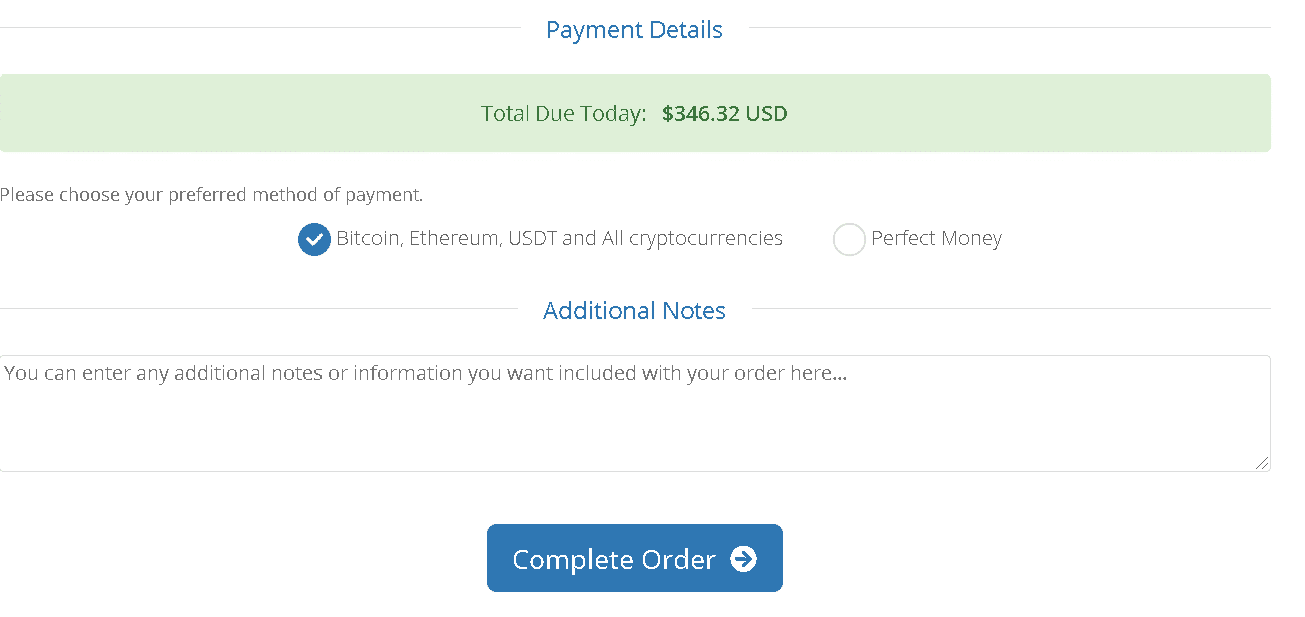 Payment Details
Total Due Today: $346.32 USD
Please choose your preferred method of payment.
Bitcoin, Ethereum, USDT and All cryptocurrencies Perfect Money
Additional Notes
You can enter any additional notes or information you want included with your order here...
Complete Order